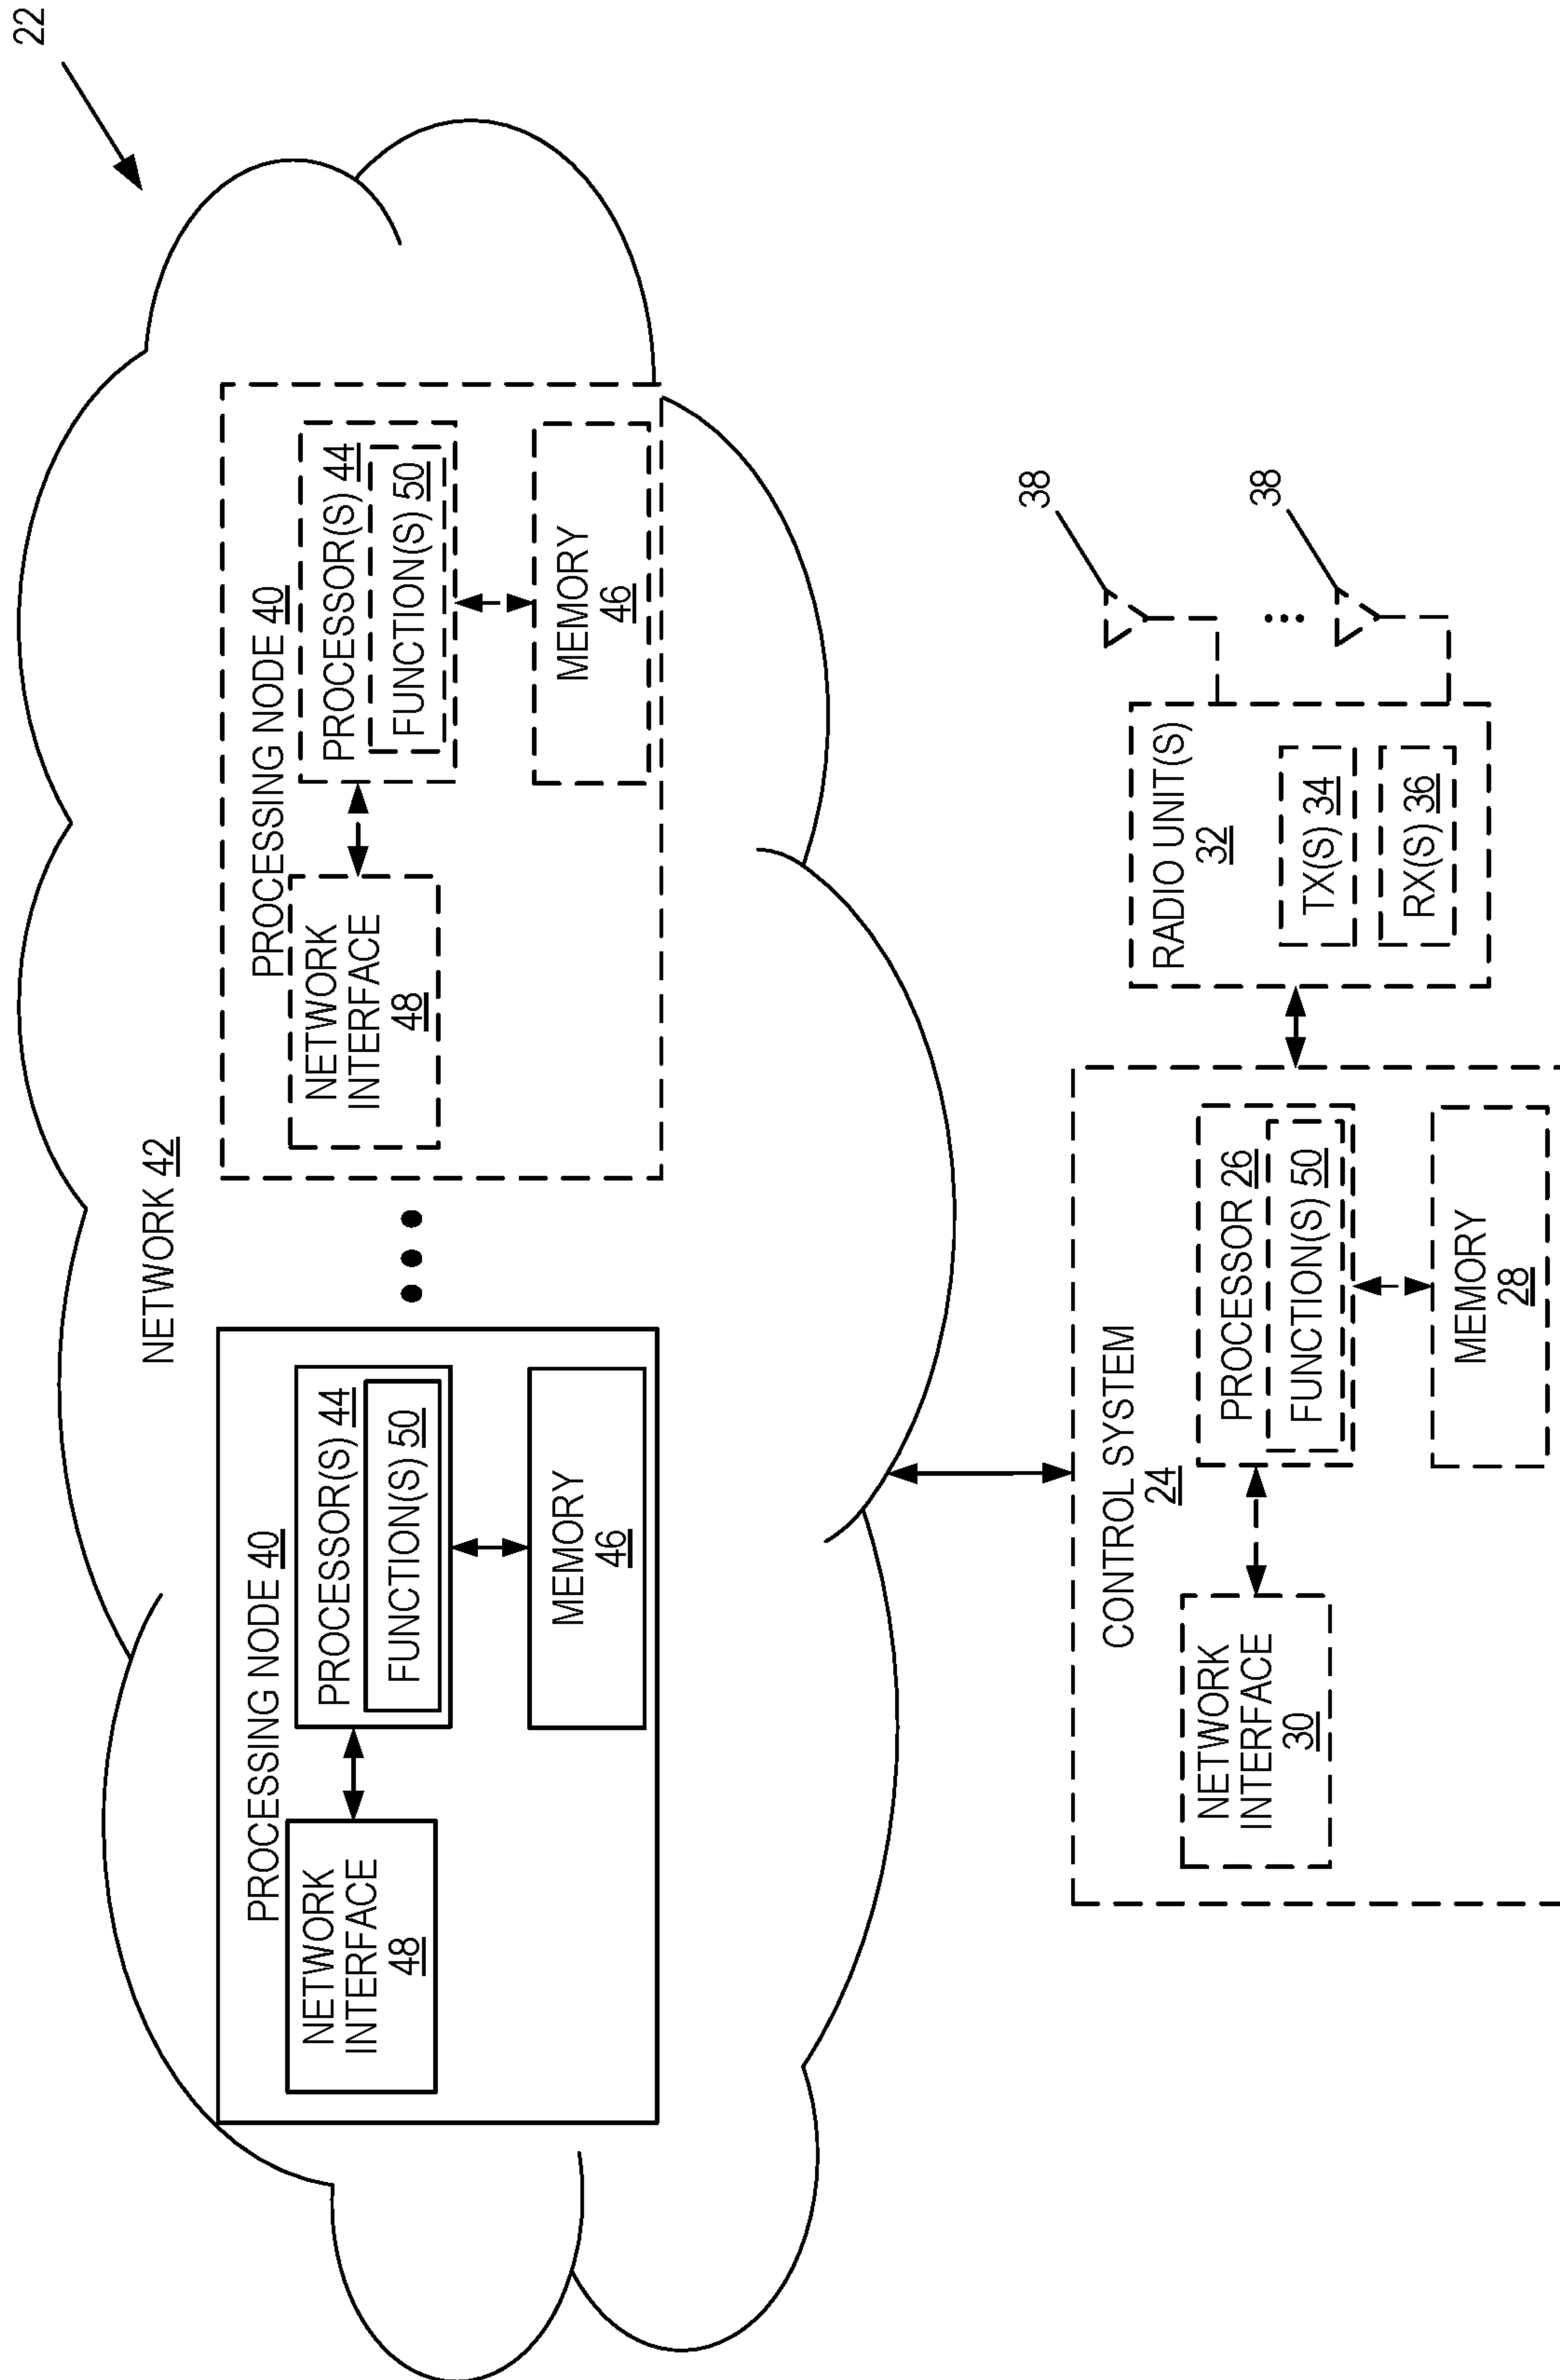 22
NETWORK 42
PROCESSING NODE 40
NETWORK
INTERFACE
48
PROCESSOR(S) 44
FUNCTION(S) 50
MEMORY
46
PROCESSING NODE 40
NETWORK
INTERFACE
48
PROCESSOR(S) 44
FUNCTION(S) 50
MEMORY
46
CONTROL SYSTEM
24
NETWORK
INTERFACE
30
PROCESSOR 26
FUNCTION(S) 50
MEMORY
28
RADIO UNIT(S)
32
TX(S) 34
RX(S) 36
38
38